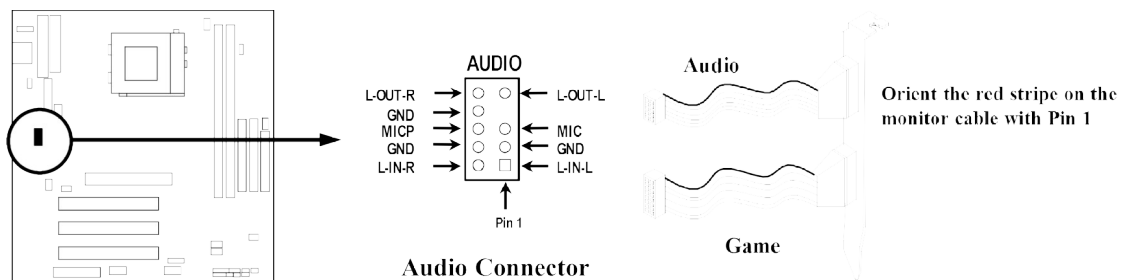 AUDIO
L-OUT-R
L-OUT-L
GND
MICP
MIC
GND
GND
L-IN-R
L-IN-L
Pin 1
Audio Connector
Audio
Game
Orient the red stripe on the
monitor cable with Pin 1